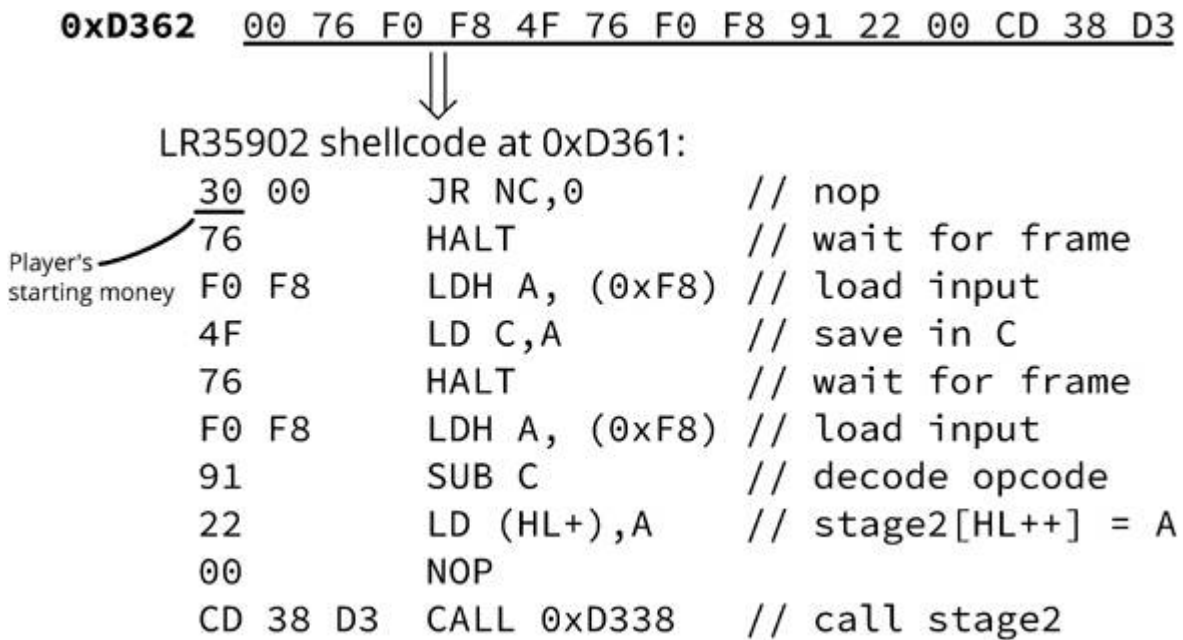 0xD362 00 76 F0 F8 4F 76 F0 F8 91 22 00 CD 38 D3
LR35902 shellcode at 0xD361:
30 00 JR NC,0 // nop
76 HALT // wait for frame
Player's
starting money
F0 F8 LDH A, (0xF8) // load input
4F LD C,A // save in C
76 HALT // wait for frame
F0 F8 LDH A, (0xF8) // load input
91 SUB C // decode opcode
22 LD (HL+),A // stage2[HL++] = A
00 NOP
CD 38 D3 CALL 0xD338 // call stage2